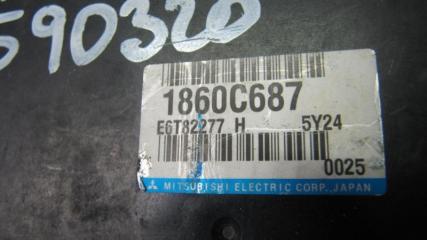 590320
1860C687
E6T82277 H 5Y24
0025
MITSUBISHI ELECTRIC CORP., JAPAN